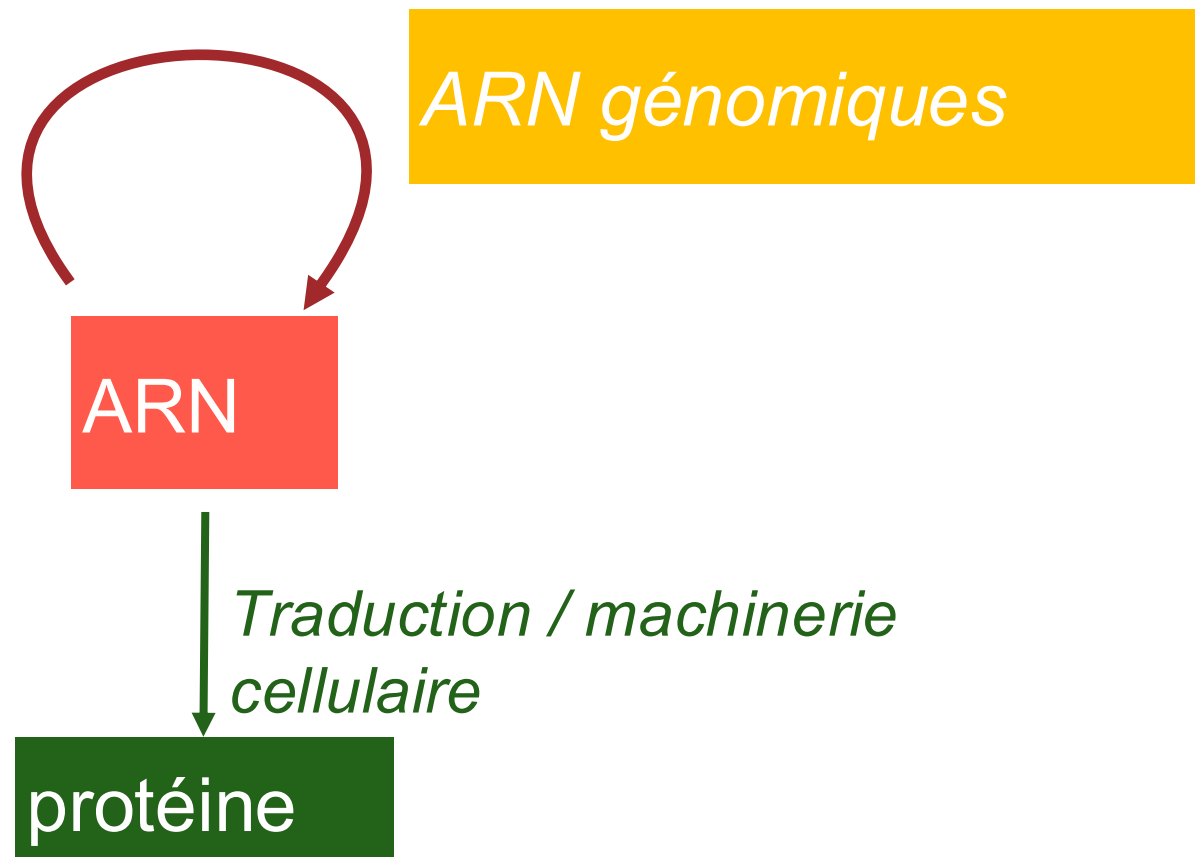 ARN génomiques
ARN
Traduction / machinerie
cellulaire
protéine